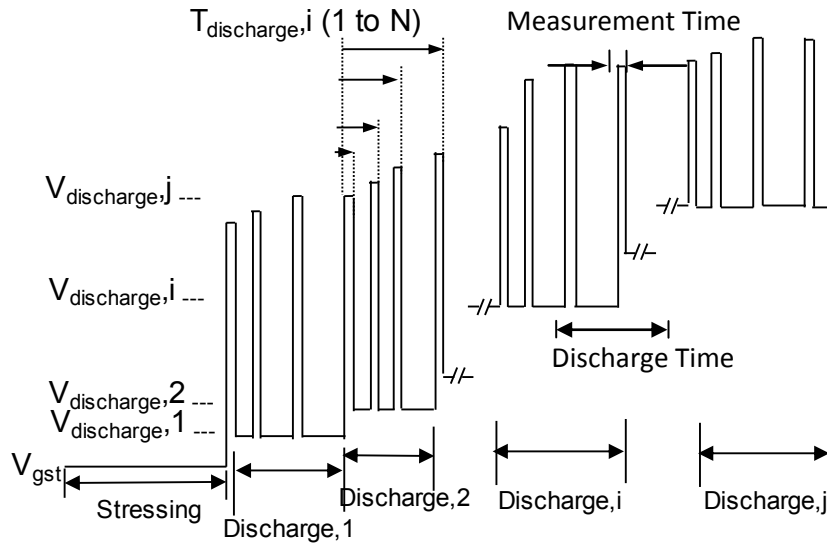 T_discharge,i (1 to N)
Measurement Time
V_discharge,j ---
V_discharge,i ---
Discharge Time
V_discharge,2 ---
V_discharge,1 ---
V_gst
Stressing
Discharge,1
Discharge,2
Discharge,i
Discharge,j